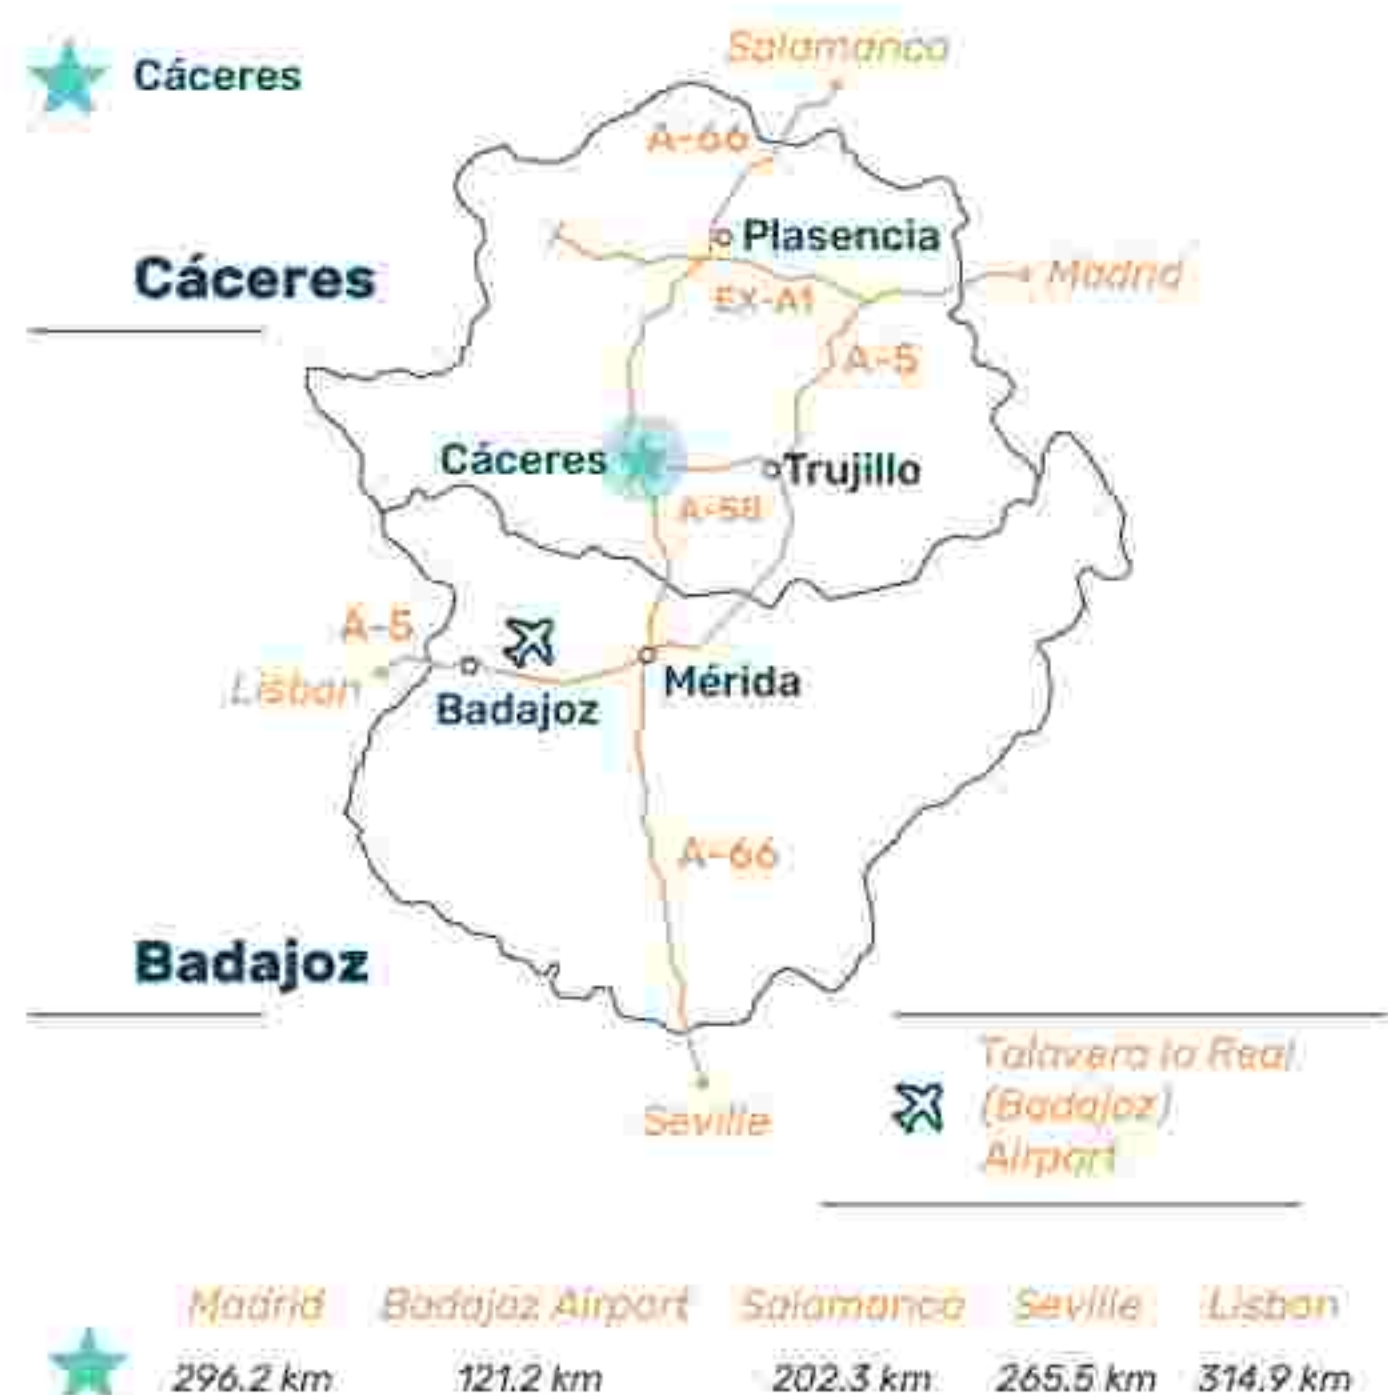 Cáceres
Salamanca
A-66
Plasencia
Cáceres
Madrid
EX-A1
A-5
Cáceres
Trujillo
A-58
A-5
Lisbon
Badajoz
Mérida
A-66
Badajoz
Seville
Talavera la Real
(Badajoz)
Airport
Madrid Badajoz Airport Salamanca Seville Lisbon
296.2 km 121.2 km 202.3 km 265.5 km 314.9 km